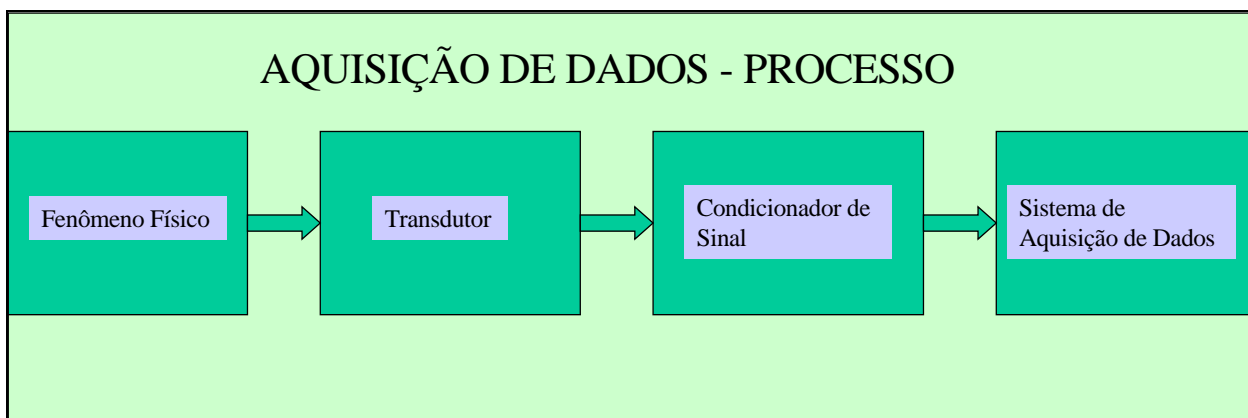 AQUISIÇÃO DE DADOS - PROCESSO
Fenômeno Físico
Transdutor
Condicionador de
Sinal
Sistema de
Aquisição de Dados